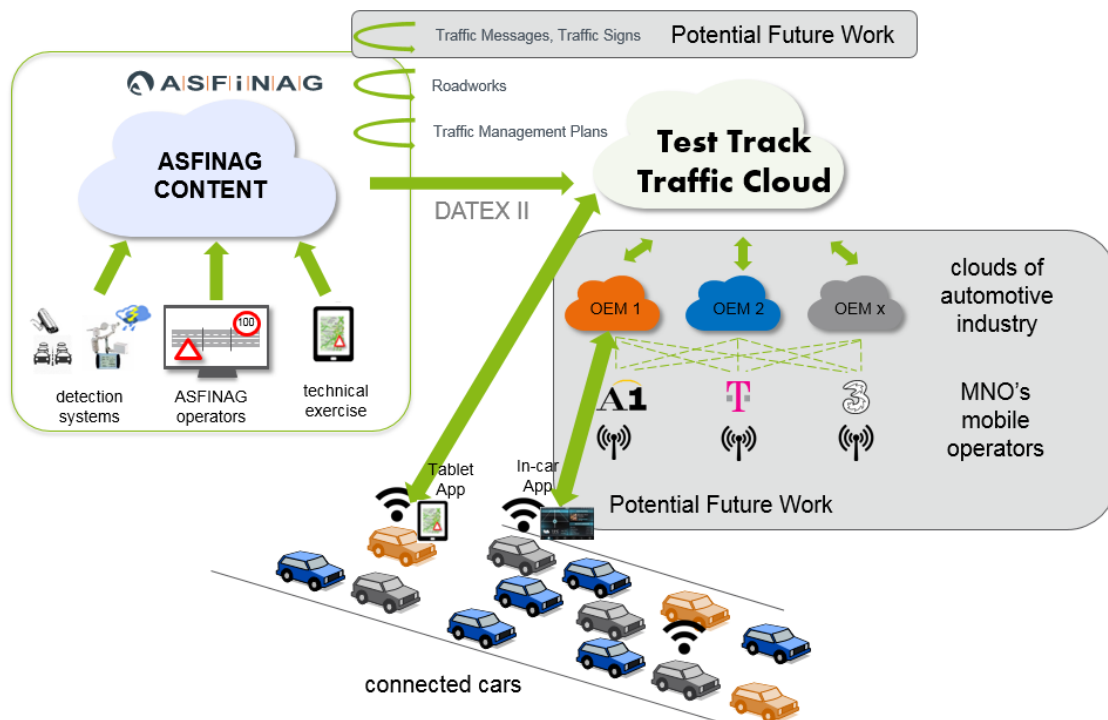 Traffic Messages, Traffic Signs
Potential Future Work
ASFiNAG
Roadworks
Traffic Management Plans
ASFINAG
CONTENT
Test Track
Traffic Cloud
DATEX II
100
detection
systems
ASFINAG
operators
technical
exercise
OEM 1
OEM 2
OEM x
clouds of
automotive
industry
A1
T
3
MNO's
mobile
operators
Potential Future Work
Tablet
App
In-car
App
connected cars